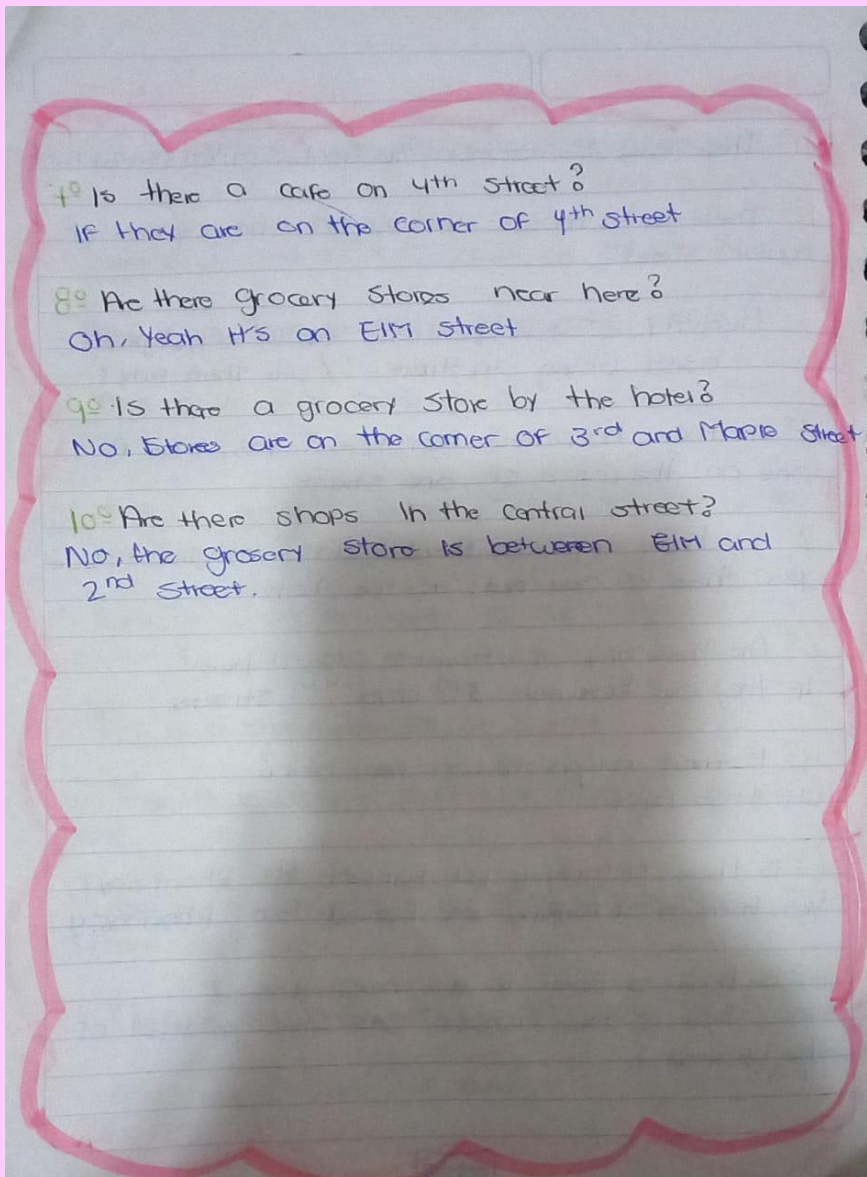 7º Is there a cafe on 4th street?
If they are on the corner of 4th street
8º Are there grocery stores near here?
Oh, Yeah It's on Elm street
9º Is there a grocery store by the hotel?
No, Stores are on the corner of 3rd and Maple Street
10º Are there shops in the central street?
No, the grosery store is betweren Elm and
2nd street.